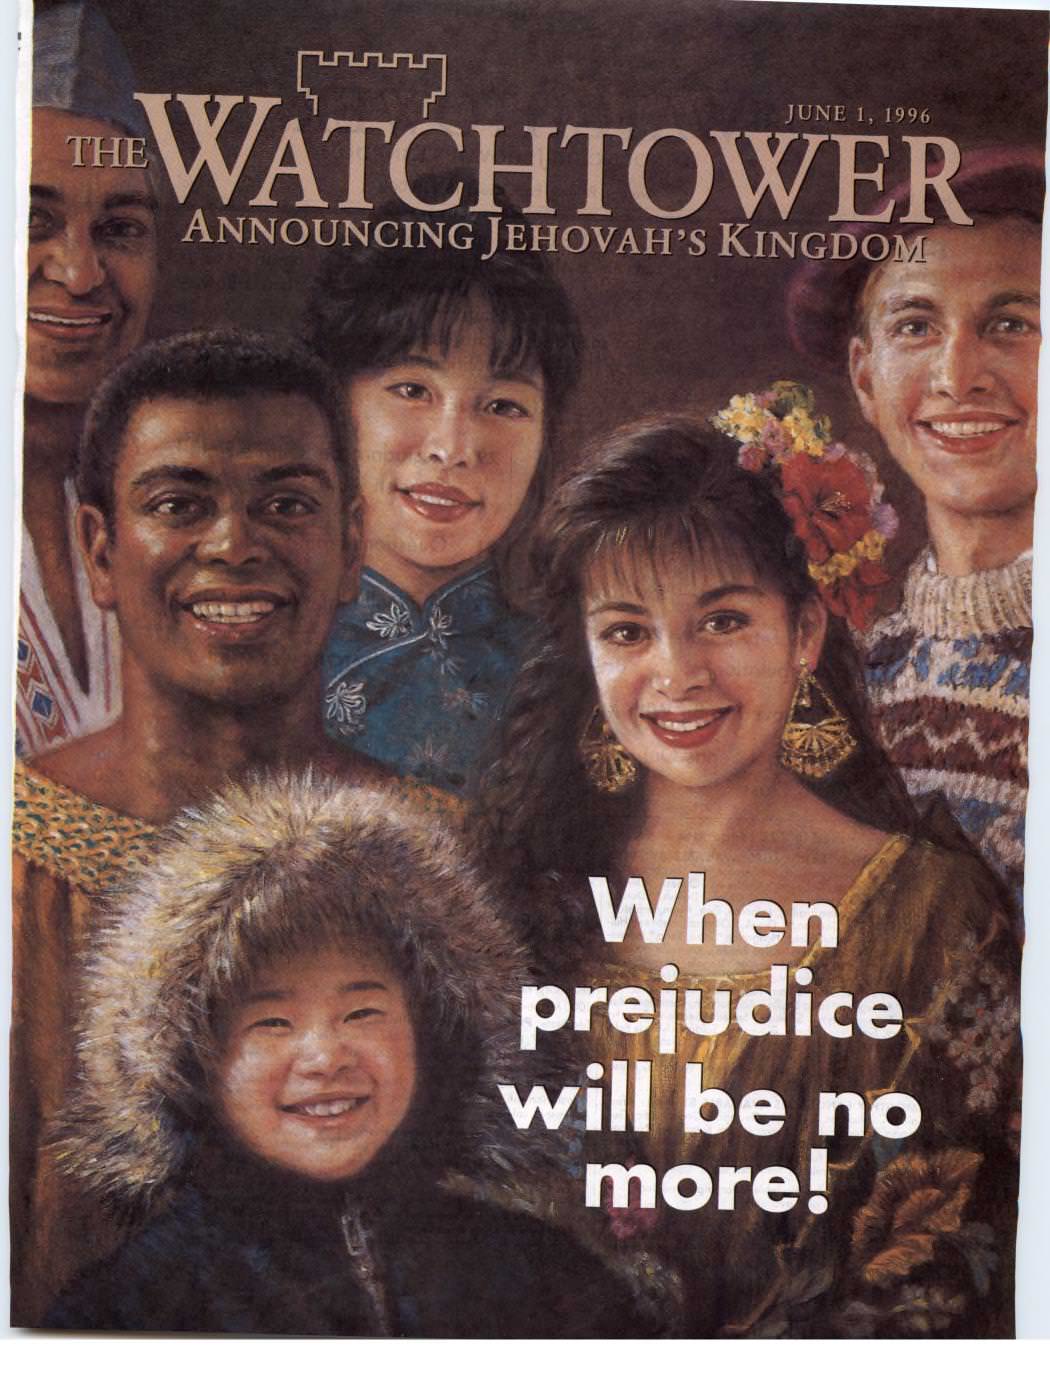 JUNE 1, 1996
THE WATCHTOWER
ANNOUNCING JEHOVAH'S KINGDOM
When
prejudice
will be no
more!